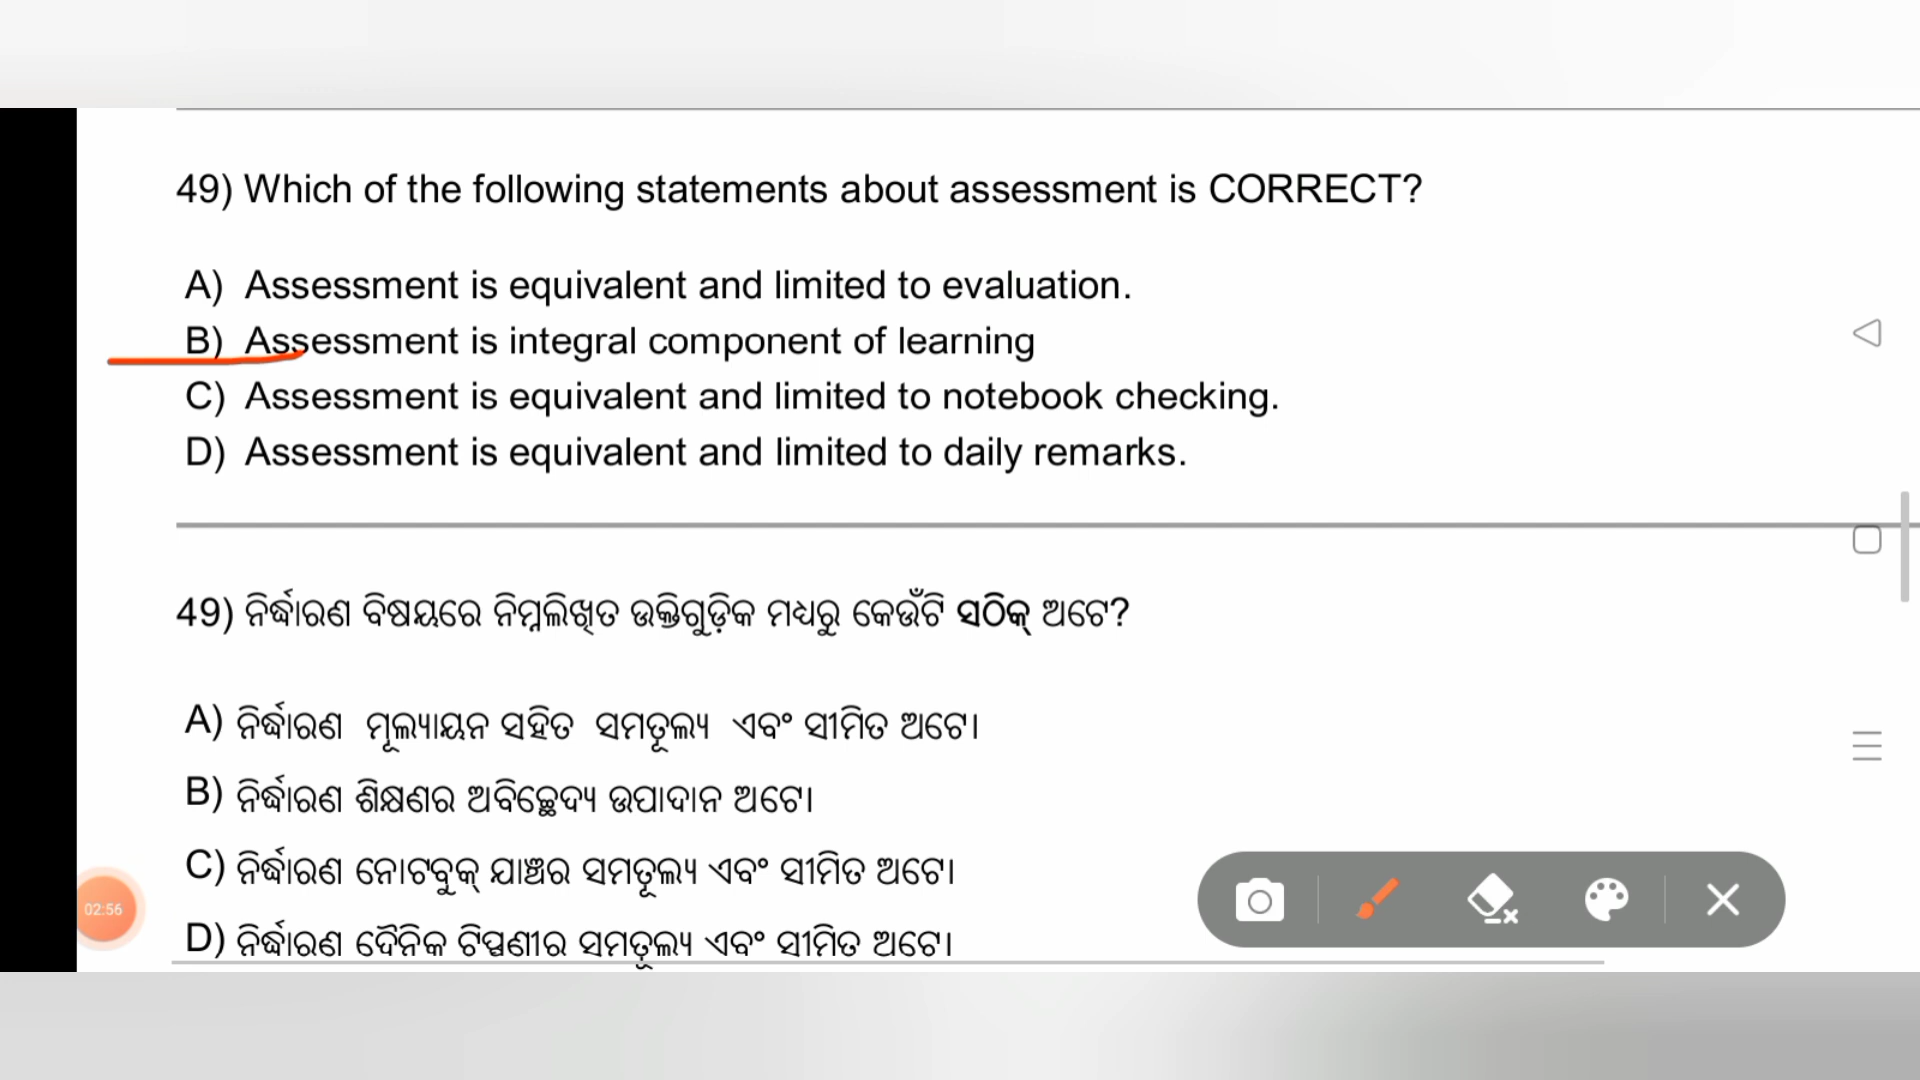 49) Which of the following statements about assessment is CORRECT?
A) Assessment is equivalent and limited to evaluation.
B) Assessment is integral component of learning
C) Assessment is equivalent and limited to notebook checking.
D) Assessment is equivalent and limited to daily remarks.
49) ନିର୍ଦ୍ଧାରଣ ବିଷୟରେ ନିମ୍ନଲିଖିତ ଉକ୍ତିଗୁଡ଼ିକ ମଧ୍ୟରୁ କେଉଁଟି ସଠିକ୍ ଅଟେ?
A) ନିର୍ଦ୍ଧାରଣ ମୂଲ୍ୟାୟନ ସହିତ ସମତୂଲ୍ୟ ଏବଂ ସୀମିତ ଅଟେ।
B) ନିର୍ଦ୍ଧାରଣ ଶିକ୍ଷଣର ଅବିଚ୍ଛେଦ୍ୟ ଉପାଦାନ ଅଟେ।
C) ନିର୍ଦ୍ଧାରଣ ନୋଟବୁକ୍ ଯାଞ୍ଚର ସମତୂଲ୍ୟ ଏବଂ ସୀମିତ ଅଟେ।
D) ନିର୍ଦ୍ଧାରଣ ଦୈନିକ ଟିପ୍ପଣୀର ସମତୂଲ୍ୟ ଏବଂ ସୀମିତ ଅଟେ।
02:56